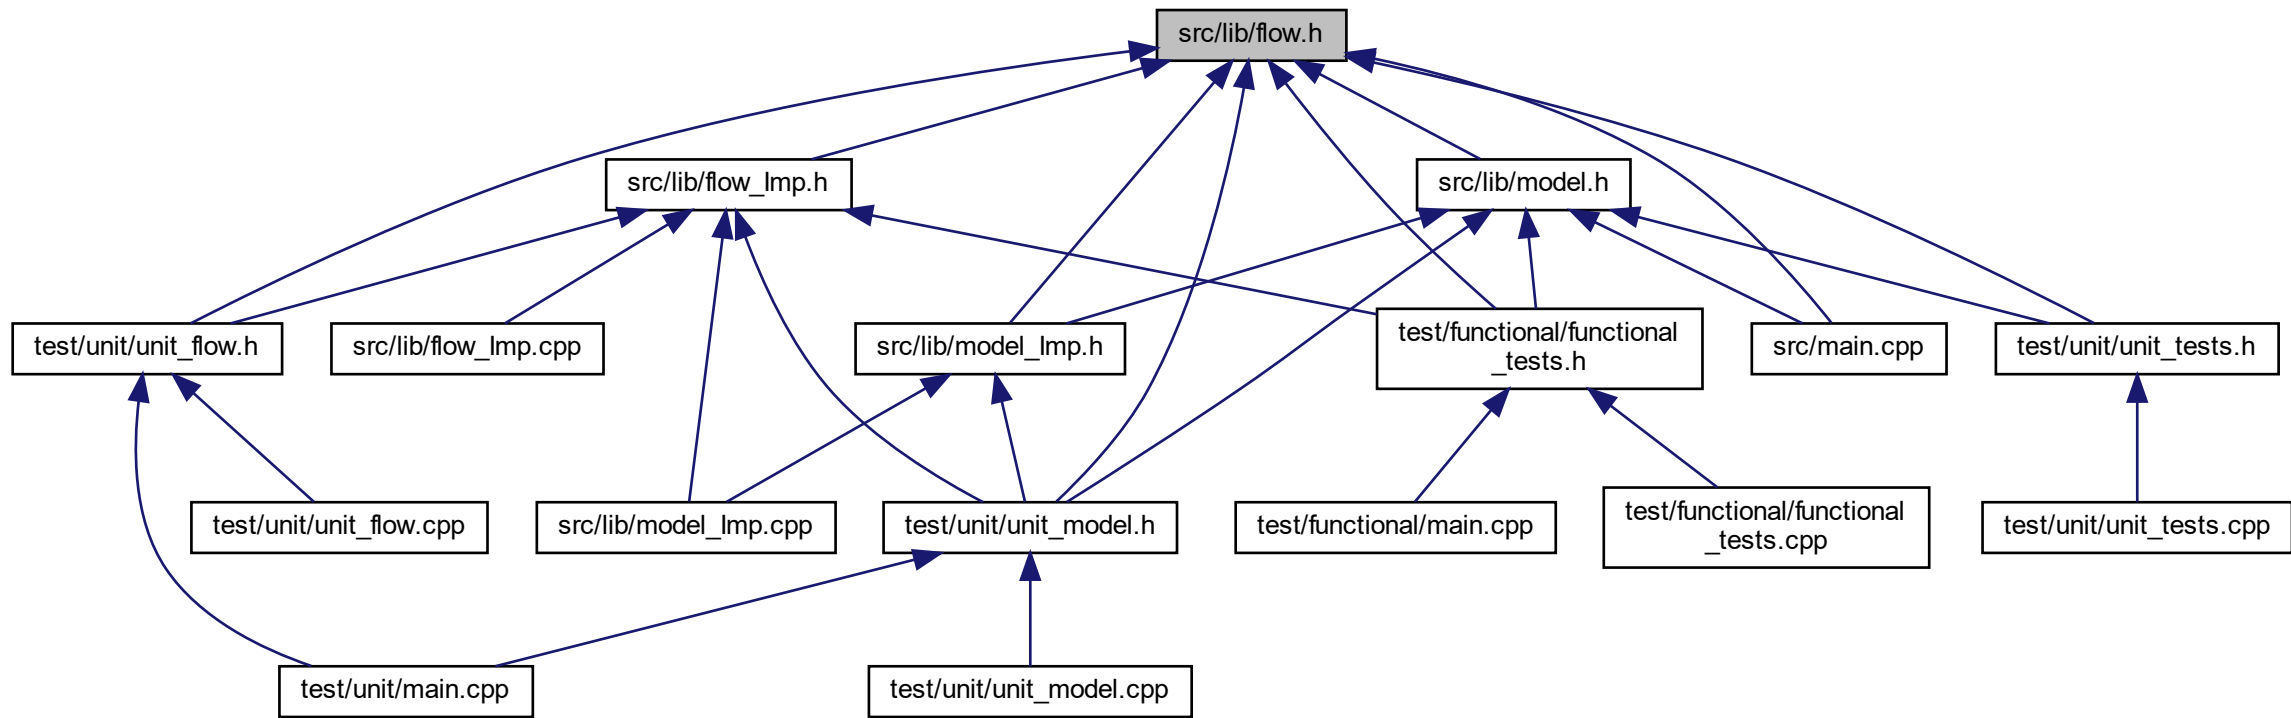 src/lib/flow.h
src/lib/flow_Imp.h
src/lib/model.h
test/unit/unit_flow.h
src/lib/flow_Imp.cpp
src/lib/model_Imp.h
test/functional/functional
_tests.h
src/main.cpp
test/unit/unit_tests.h
test/unit/unit_flow.cpp
src/lib/model_Imp.cpp
test/unit/unit_model.h
test/functional/main.cpp
test/functional/functional
_tests.cpp
test/unit/unit_tests.cpp
test/unit/main.cpp
test/unit/unit_model.cpp